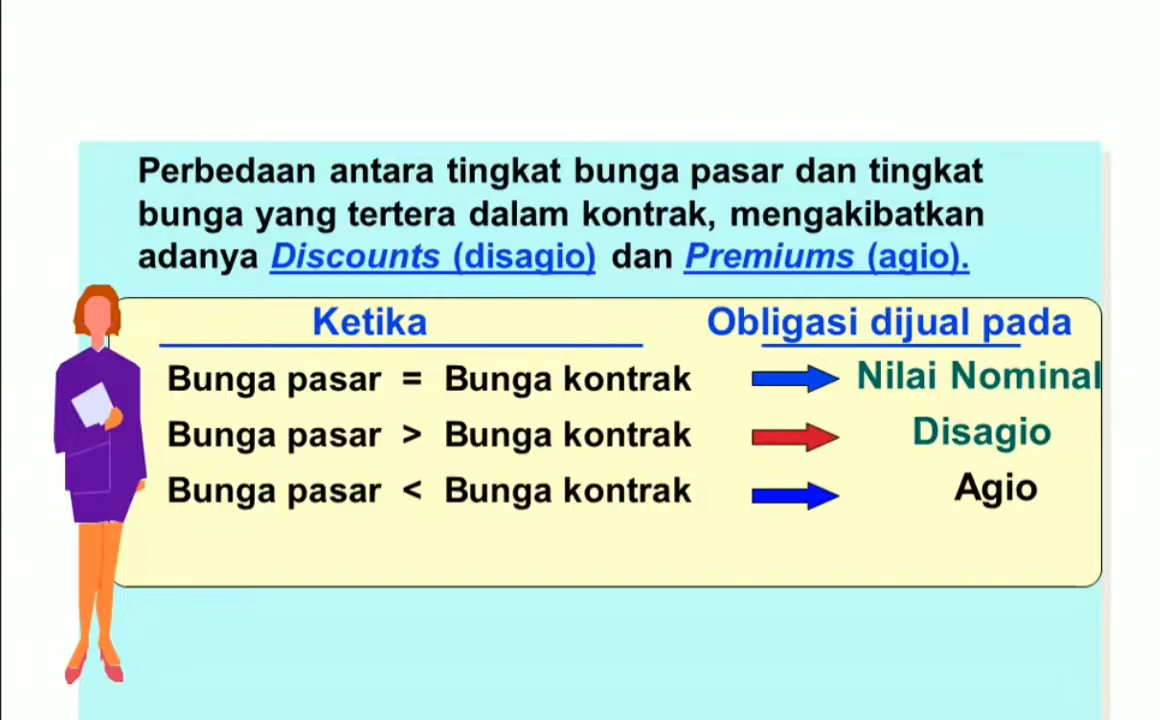 Perbedaan antara tingkat bunga pasar dan tingkat
bunga yang tertera dalam kontrak, mengakibatkan
adanya Discounts (disagio) dan Premiums (agio).
Ketika Obligasi dijual pada
Bunga pasar = Bunga kontrak Nilai Nominal
Bunga pasar > Bunga kontrak Disagio
Bunga pasar < Bunga kontrak Agio